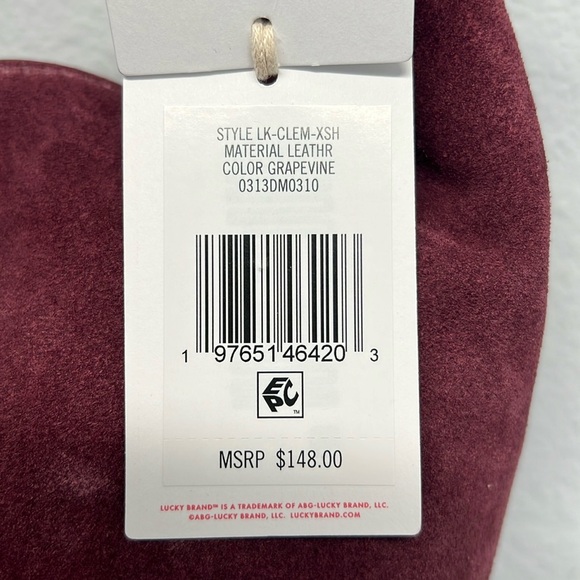 STYLE LK-CLEM-XSH
MATERIAL LEATHR
COLOR GRAPEVINE
0313DM0310
1 97651 46420 3
EPC™
MSRP $148.00
LUCKY BRAND™ IS A TRADEMARK OF ABG-LUCKY BRAND, LLC.
©ABG-LUCKY BRAND, LLC. LUCKYBRAND.COM